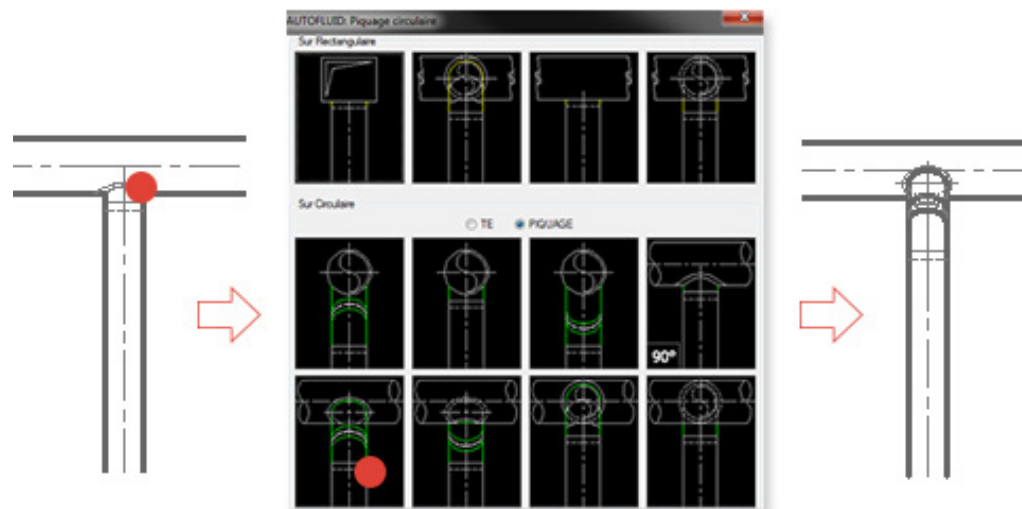 AUTOFLUID: Piquage circulaire
Sur Rectangulaire
Sur Circulaire
TE PIQUAGE
90°